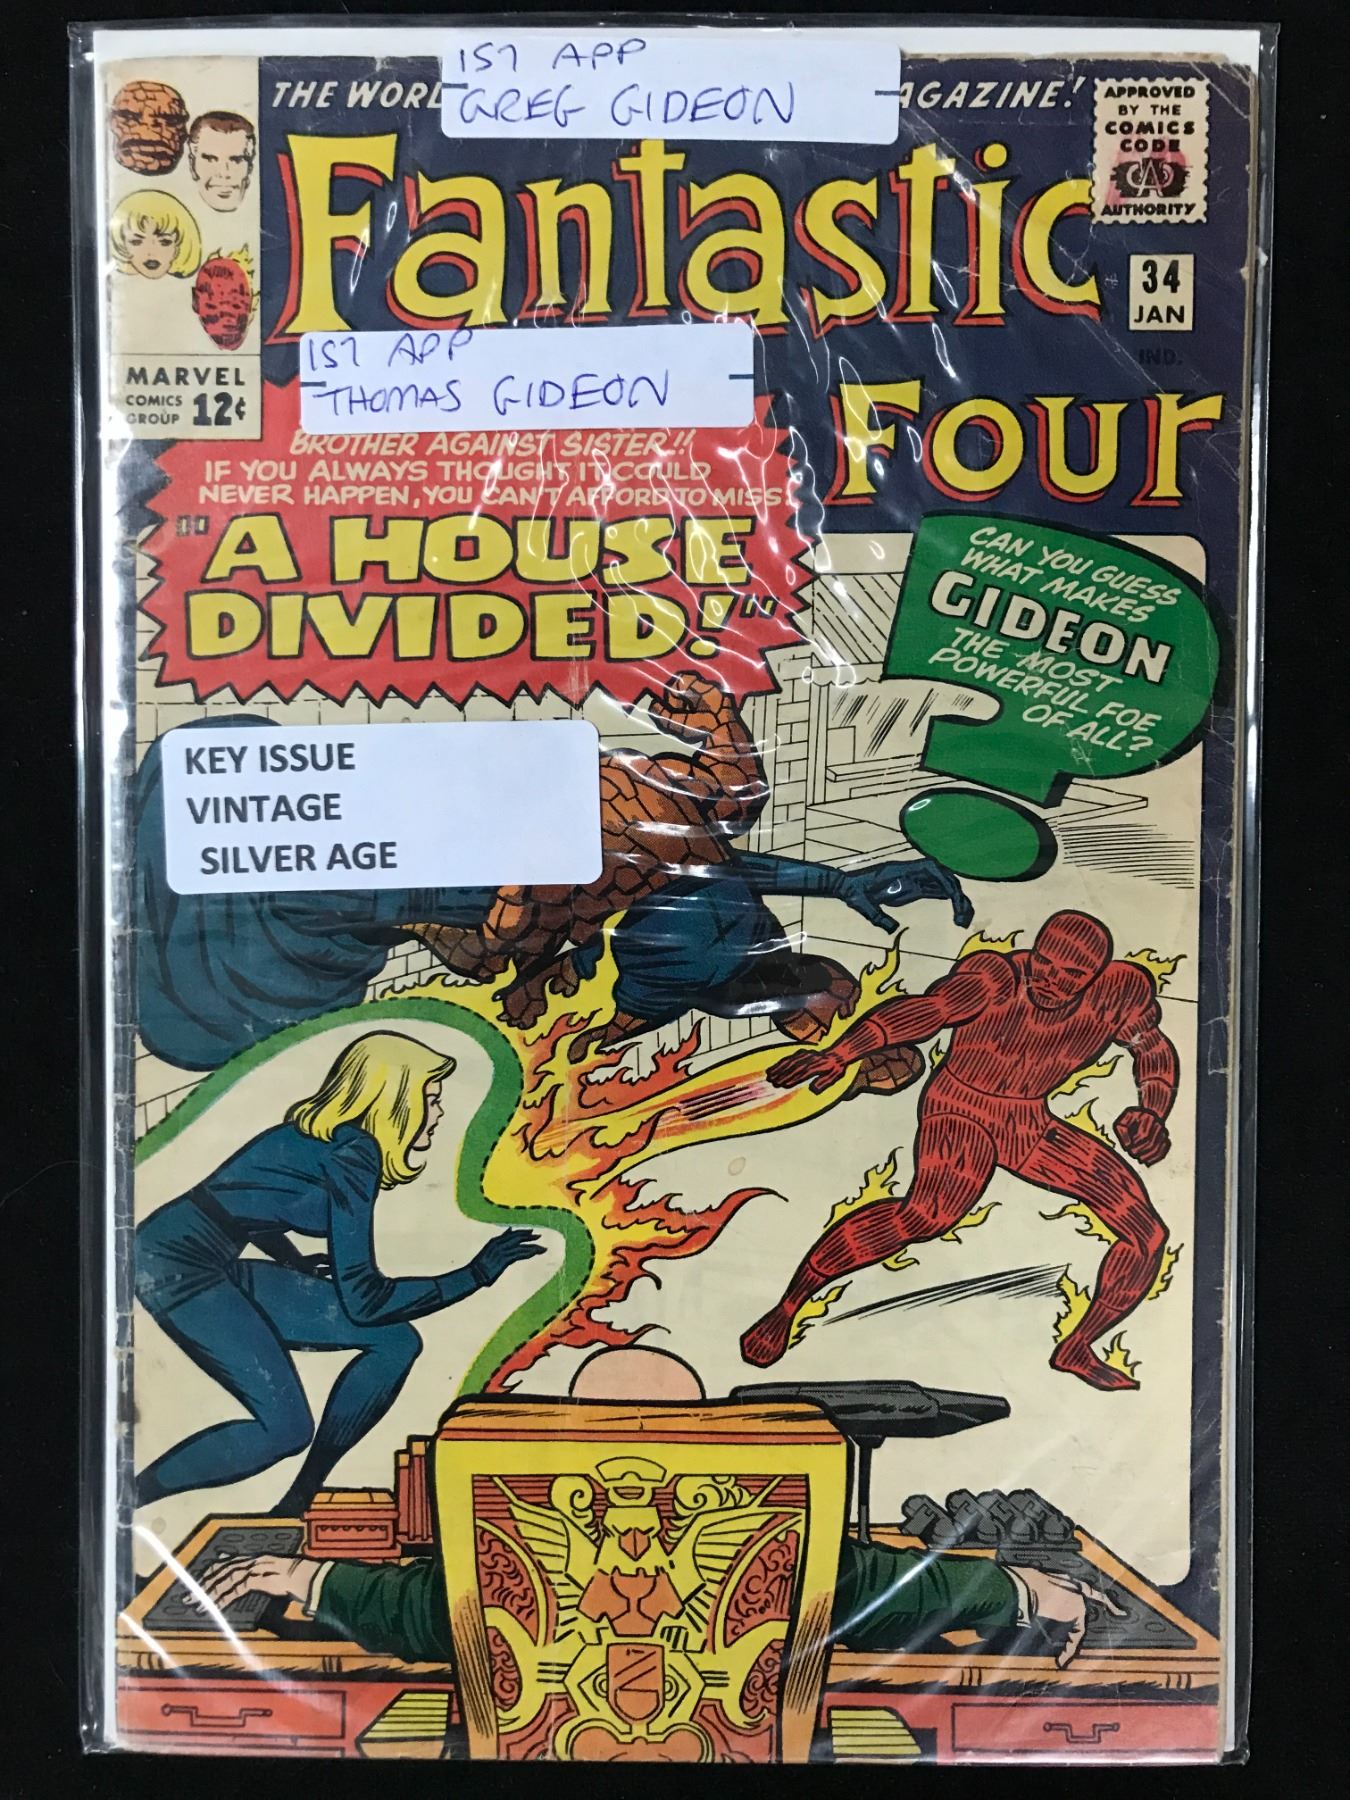 1ST APP
GREG GIDEON
THE WORL
AGAZINE!
APPROVED
BY THE
COMICS
CODE
CA
AUTHORITY
Fantastic
34
JAN
IND.
1ST APP
THOMAS GIDEON
MARVEL
COMICS
GROUP 12¢
Four
BROTHER AGAINST SISTER!!
IF YOU ALWAYS THOUGHT IT COULD
NEVER HAPPEN, YOU CAN'T AFFORD TO MISS
"A HOUSE
DIVIDED!"
CAN YOU GUESS
WHAT MAKES
GIDEON
THE MOST
POWERFUL FOE
OF ALL?
KEY ISSUE
VINTAGE
SILVER AGE